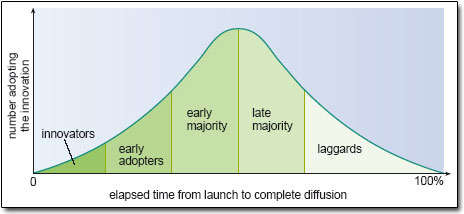 number adopting
the innovation
innovators
early
adopters
early
majority
late
majority
laggards
0
100%
elapsed time from launch to complete diffusion